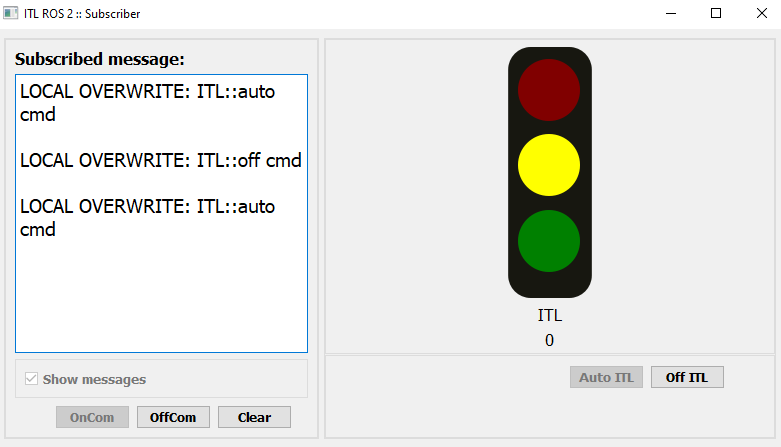 ITL ROS 2 :: Subscriber
Subscribed message:
LOCAL OVERWRITE: ITL::auto
cmd
LOCAL OVERWRITE: ITL::off cmd
LOCAL OVERWRITE: ITL::auto
cmd
Show messages
OnCom
OffCom
Clear
ITL
0
Auto ITL
Off ITL